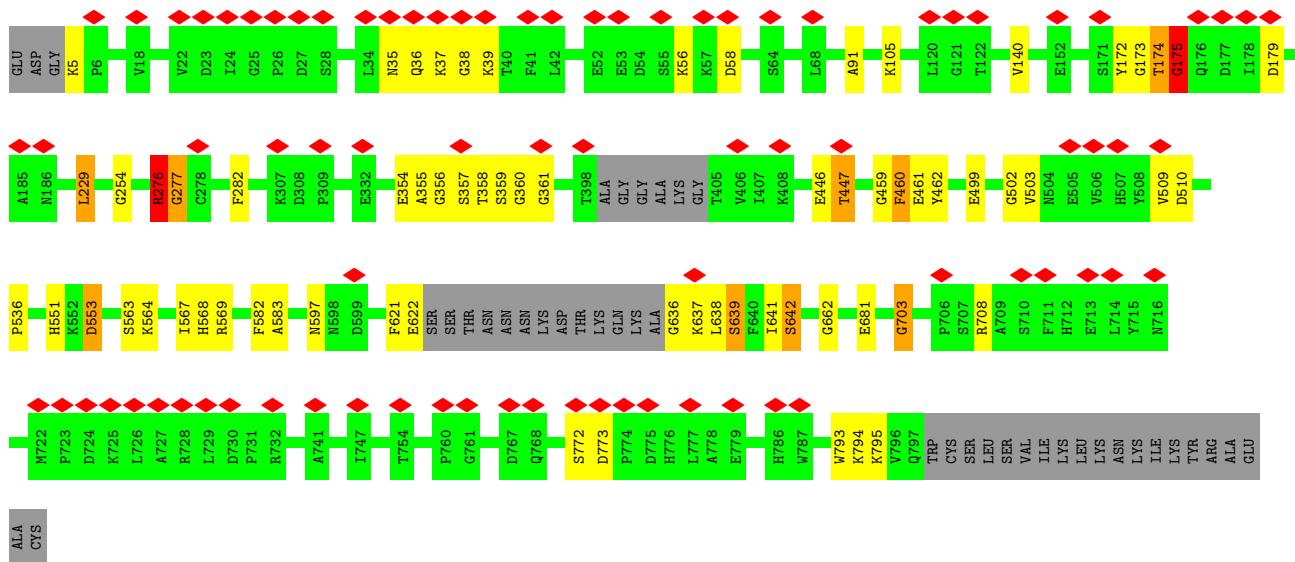 GLU ASP GLY K5 P6 V18 V22 D23 I24 G25 P26 D27 S28 L34 N35 Q36 K37 G38 K39 T40 F41 L42 E52 E53 D54 S55 K56 K57 D58 S64 L68 A91 K105 L120 G121 T122 V140 E152 S171 Y172 G173 T174 G175 Q176 D177 I178 D179
A185 N186 L229 G254 R276 G277 C278 F282 K307 D308 P309 E332 E354 A355 G356 S357 T358 S359 G360 G361 T398 ALA GLY GLY ALA LYS GLY T405 V406 I407 K408 E446 T447 G459 F460 E461 Y462 E499 G502 V503 N504 E505 V506 H507 Y508 V509 D510
P536 H551 K552 D553 S563 K564 I567 H568 R569 F582 A583 N597 N598 D599 F621 E622 SER SER THR ASN ASN ASN LYS ASP THR LYS GLN LYS ALA G636 K637 L638 S639 F640 I641 S642 G662 E681 G703 P706 S707 R708 A709 S710 F711 H712 E713 L714 Y715 N716
M722 P723 D724 K725 L726 A727 R728 L729 D730 P731 R732 A741 I747 T754 P760 G761 D767 Q768 S772 D773 P774 D775 H776 L777 A778 E779 H786 W787 W793 K794 K795 V796 Q797 TRP CYS SER LEU SER VAL ILE LYS LEU LYS ASN LYS ILE LYS TYR ARG ALA GLU
ALA CYS